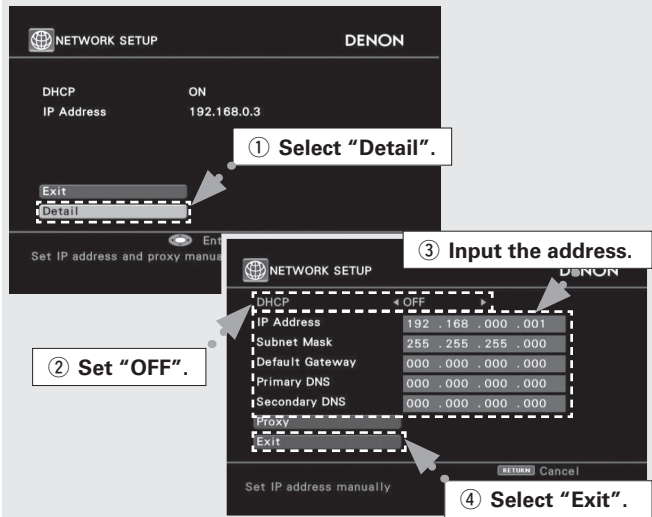 NETWORK SETUP DENON
DHCP ON
IP Address 192.168.0.3
① Select “Detail”.
Exit
Detail
Set IP address and proxy
③ Input the address.
NETWORK SETUP
DHCP OFF
IP Address 192 .168 .000 .001
② Set “OFF”.
Subnet Mask 255 .255 .255 .000
Default Gateway 000 .000 .000 .000
Primary DNS 000 .000 .000 .000
Secondary DNS 000 .000 .000 .000
Proxy
Exit
RETURN Cancel
Set IP address manually
④ Select “Exit”.